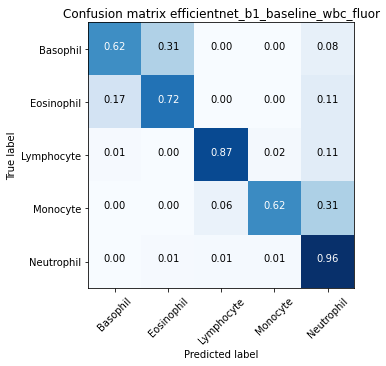 Confusion matrix efficientnet_b1_baseline_wbc_fluor
Basophil 0.62 0.31 0.00 0.00 0.08
Eosinophil 0.17 0.72 0.00 0.00 0.11
Lymphocyte 0.01 0.00 0.87 0.02 0.11
Monocyte 0.00 0.00 0.06 0.62 0.31
Neutrophil 0.00 0.01 0.01 0.01 0.96
True label
Basophil Eosinophil Lymphocyte Monocyte Neutrophil
Predicted label